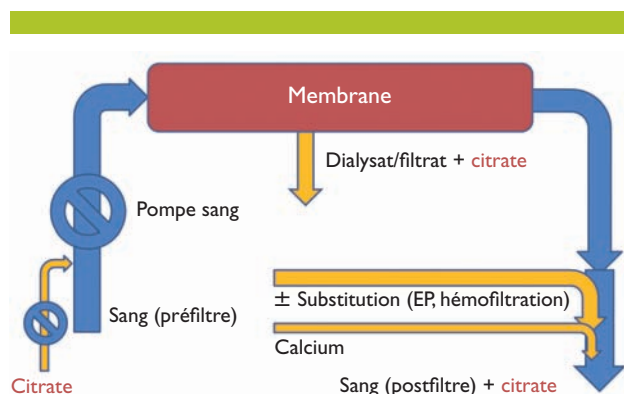 Membrane
Dialysat/filtrat + citrate
Pompe sang
± Substitution (EP, hémofiltration)
Sang (préfiltre)
Calcium
Citrate
Sang (postfiltre) + citrate